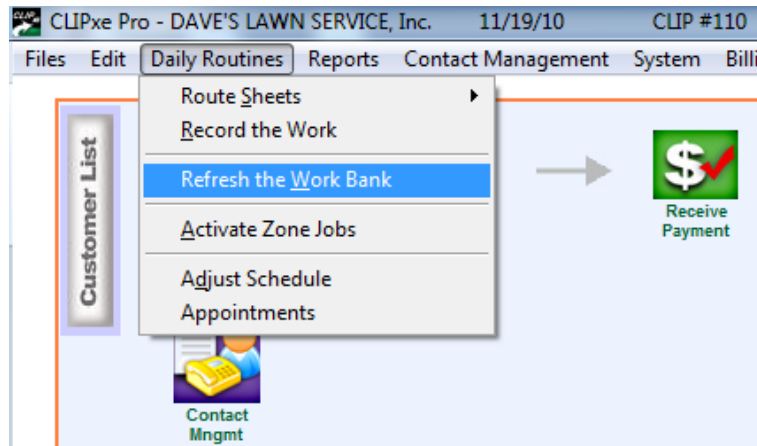 CLIPxe Pro - DAVE'S LAWN SERVICE, Inc. 11/19/10 CLIP #110
Files Edit Daily Routines Reports Contact Management System Billi
Route Sheets
Record the Work
Refresh the Work Bank
Activate Zone Jobs
Adjust Schedule
Appointments
Customer List
Receive
Payment
Contact
Mngmt